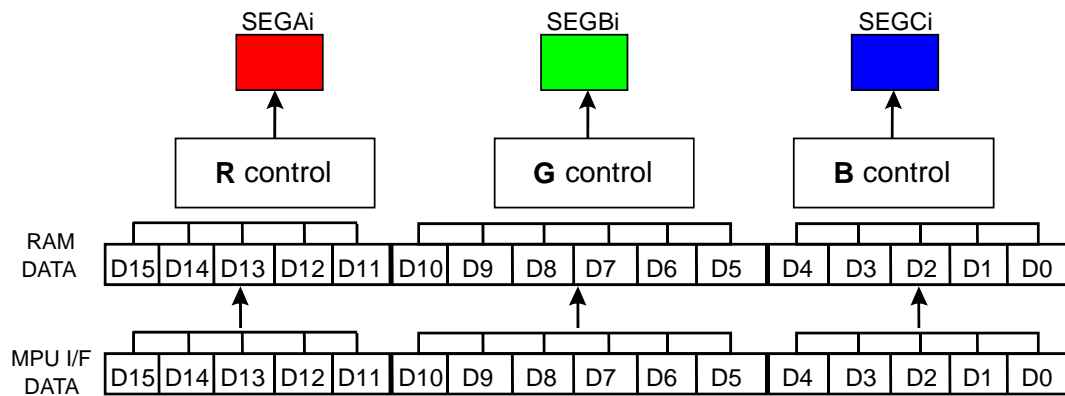 SEGAi SEGBi SEGCi
R control G control B control
RAM DATA
D15 D14 D13 D12 D11 D10 D9 D8 D7 D6 D5 D4 D3 D2 D1 D0
MPU I/F DATA
D15 D14 D13 D12 D11 D10 D9 D8 D7 D6 D5 D4 D3 D2 D1 D0